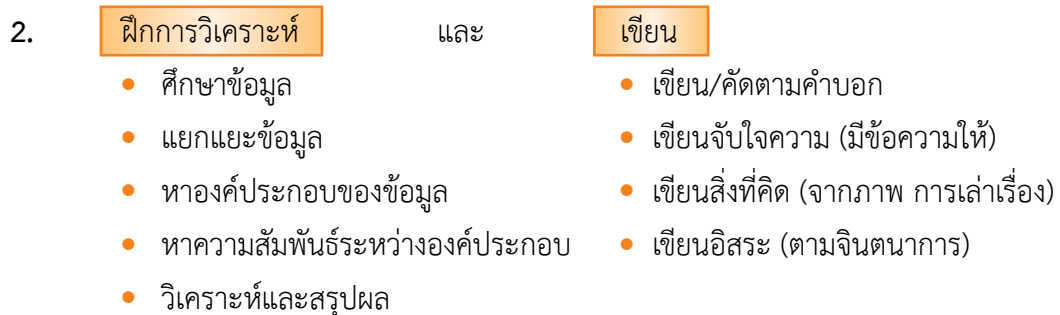 2. ฝึกการวิเคราะห์ และ เขียน
• ศึกษาข้อมูล • เขียน/คัดตามคำบอก
• แยกแยะข้อมูล • เขียนจับใจความ (มีข้อความให้)
• หาองค์ประกอบของข้อมูล • เขียนสิ่งที่คิด (จากภาพ การเล่าเรื่อง)
• หาความสัมพันธ์ระหว่างองค์ประกอบ • เขียนอิสระ (ตามจินตนาการ)
• วิเคราะห์และสรุปผล